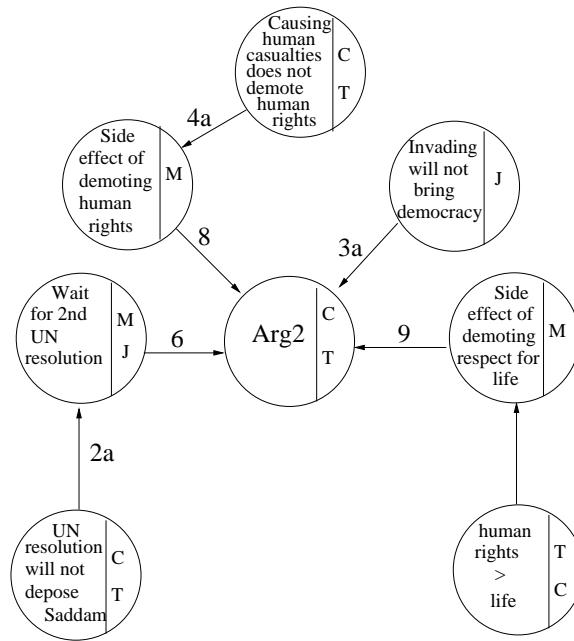 Causing
human
casualties
does not
demote
human
rights
C
T
4a
Side
effect of
demoting
human
rights
M
Invading
will not
bring
democracy
J
8
3a
Wait
for 2nd
UN
resolution
M
J
6
Arg2
C
T
9
Side
effect of
demoting
respect for
life
M
2a
UN
resolution
will not
depose
Saddam
C
T
human
rights
>
life
T
C